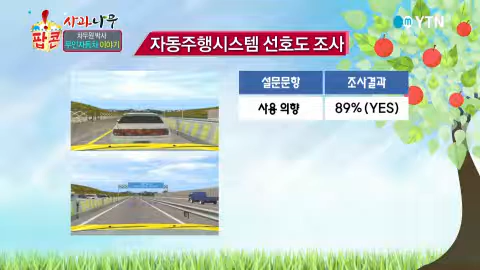 팝콘
사과나무
차두원 박사
무인자동차 이야기
자동주행시스템 선호도 조사
YTN
설문문항 조사결과
사용 의향 89%(YES)